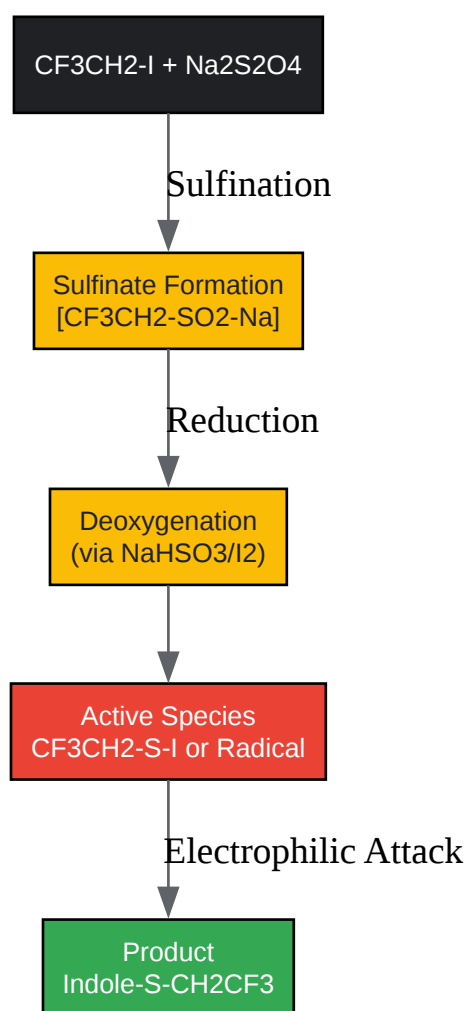 CF3CH2-I + Na2S2O4
Sulfination
Sulfinate Formation
[CF3CH2-SO2-Na]
Reduction
Deoxygenation
(via NaHSO3/I2)
Active Species
CF3CH2-S-I or Radical
Electrophilic Attack
Product
Indole-S-CH2CF3